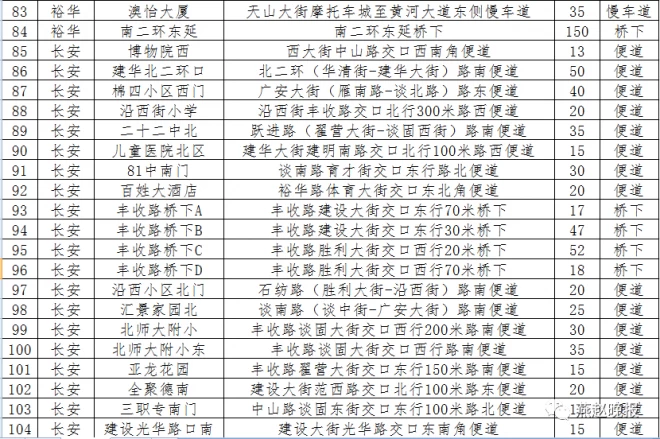 83 裕华 澳怡大厦 天山大街摩托车城至黄河大道东侧慢车道 35 慢车道
84 裕华 南二环东延 南二环东延桥下 150 桥下
85 长安 博物院西 西大街中山路交口西南角便道 13 便道
86 长安 建华北二环口 北二环（华清街-建华大街）路南便道 50 便道
87 长安 棉四小区西门 广安大街（雁南路-谈北路）路东便道 40 便道
88 长安 沿西街小学 沿西街丰收路交口北行300米路西便道 20 便道
89 长安 二十二中北 跃进路（翟营大街-谈固西街）路南便道 35 便道
90 长安 儿童医院北区 建华大街建明南路交口北行100米路西便道 15 便道
91 长安 81中南门 谈南路育才街交口东行路北便道 30 便道
92 长安 百姓大酒店 裕华路体育大街交口东北角便道 20 便道
93 长安 丰收路桥下A 丰收路建设大街交口东行70米桥下 17 桥下
94 长安 丰收路桥下B 丰收路建设大街交口东行30米桥下 47 桥下
95 长安 丰收路桥下C 丰收路胜利大街交口西行20米桥下 52 桥下
96 长安 丰收路桥下D 丰收路胜利大街交口西行70米桥下 18 桥下
97 长安 沿西小区北门 石纺路（胜利大街-沿西街）路南便道 20 便道
98 长安 汇景家园北 谈南路（谈中街-广安大街）路南便道 25 便道
99 长安 北师大附小 丰收路谈固大街交口西行200米路南便道 30 便道
100 长安 北师大附小东 丰收路谈固大街交口西行路南便道 35 便道
101 长安 亚龙花园 丰收路翟营大街交口东行150米路南便道 15 便道
102 长安 全聚德南 建设大街范西路交口北行100米路东便道 20 便道
103 长安 三职专南门 中山路谈固东街交口东行100米路北便道 便道
104 长安 建设光华路口南 建设大街光华路交口东南角便道 15 便道
燕赵晚报